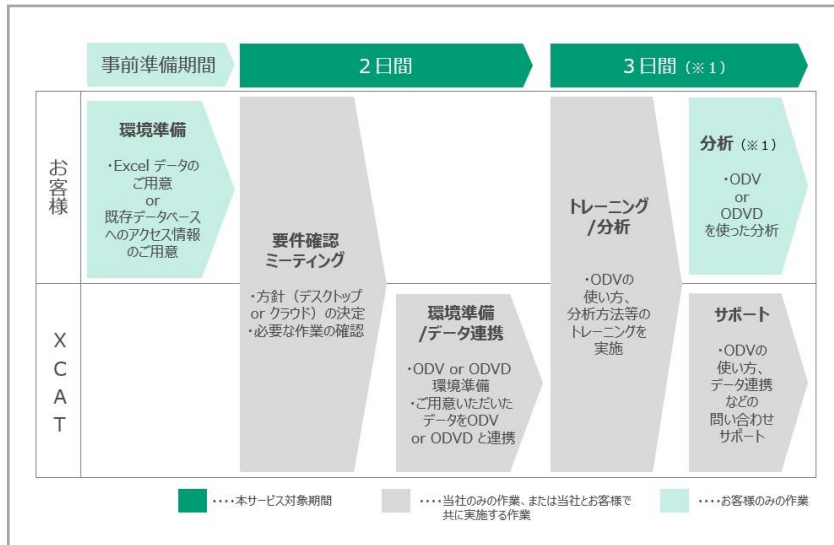 事前準備期間
２日間
３日間（※１）
お客様
環境準備
・Excel データの
ご用意
or
既存データベース
へのアクセス情報
のご用意
要件確認
ミーティング
・方針（デスクトップ
or クラウド）の決定
・必要な作業の確認
トレーニング
/分析
・ODVの
使い方、
分析方法等の
トレーニングを
実施
分析（※１）
・ODV
or
ODVD
を使った分析
XCAT
環境準備
/データ連携
・ODV or ODVD
環境準備
・ご用意いただいた
データをODV
or ODVD と連携
サポート
・ODVの
使い方、
データ連携
などの
問い合わせ
サポート
････本サービス対象期間
････当社のみの作業、または当社とお客様で
共に実施する作業
････お客様のみの作業